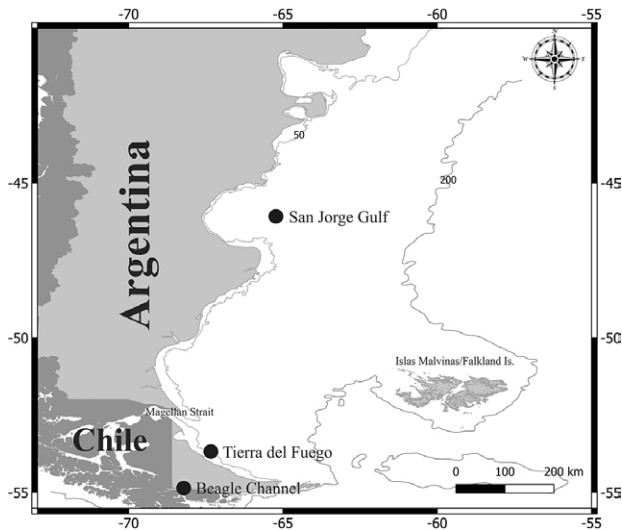 -70 -65 -60 -55
N
W E
S
50
200
-45
-45
Argentina
San Jorge Gulf
-50
-50
Islas Malvinas/Falkland Is.
Magellan Strait
Chile
Tierra del Fuego
0 100 200 km
Beagle Channel
-55
-55
-70 -65 -60 -55